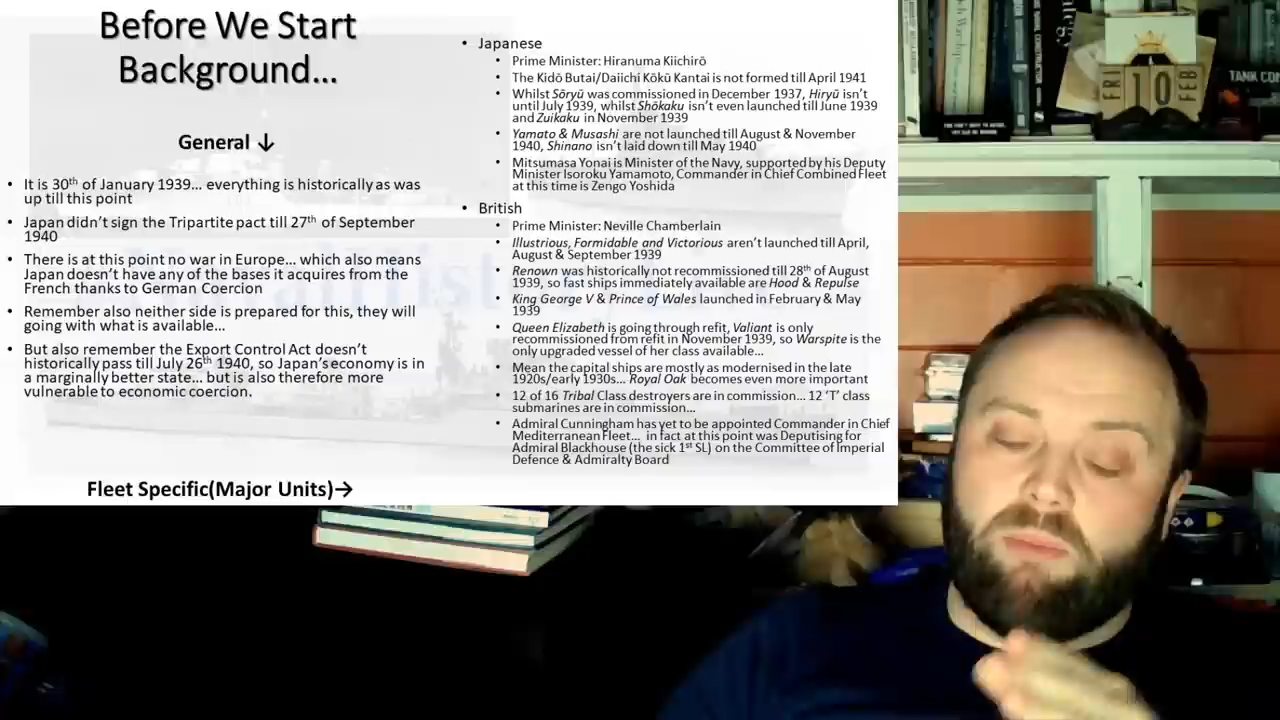 Before We Start
Background...
General ↓
• It is 30th of January 1939... everything is historically as was
up till this point
• Japan didn't sign the Tripartite pact till 27th of September
1940
• There is at this point no war in Europe... which also means
Japan doesn't have any of the bases it acquires from the
French thanks to German Coercion
• Remember also neither side is prepared for this, they will
going with what is available...
• But also remember the Export Control Act doesn't
historically pass till July 26th 1940, so Japan's economy is in
a marginally better state... but is also therefore more
vulnerable to economic coercion.
Fleet Specific(Major Units)→
• Japanese
• Prime Minister: Hiranuma Kiichirō
• The Kidō Butai/Daiichi Kōkū Kantai is not formed till April 1941
• Whilst Sōryū was commissioned in December 1937, Hiryū isn't
until July 1939, whilst Shōkaku isn't even launched till June 1939
and Zuikaku in November 1939
• Yamato & Musashi are not launched till August & November
1940, Shinano isn't laid down till May 1940
• Mitsumasa Yonai is Minister of the Navy, supported by his Deputy
Minister Isoroku Yamamoto, Commander in Chief Combined Fleet
at this time is Zengo Yoshida
• British
• Prime Minister: Neville Chamberlain
• Illustrious, Formidable and Victorious aren't launched till April,
August & September 1939
• Renown was historically not recommissioned till 28th of August
1939, so fast ships immediately available are Hood & Repulse
• King George V & Prince of Wales launched in February & May
1939
• Queen Elizabeth is going through refit, Valiant is only
recommissioned from refit in November 1939, so Warspite is the
only upgraded vessel of her class available...
• Mean the capital ships are mostly as modernised in the late
1920s/early 1930s... Royal Oak becomes even more important
• 12 of 16 Tribal Class destroyers are in commission... 12 'T' class
submarines are in commission...
• Admiral Cunningham has yet to be appointed Commander in Chief
Mediterranean Fleet... in fact at this point was Deputising for
Admiral Blackhouse (the sick 1st SL) on the Committee of Imperial
Defence & Admiralty Board
FRI
10
FEB
TANK CON